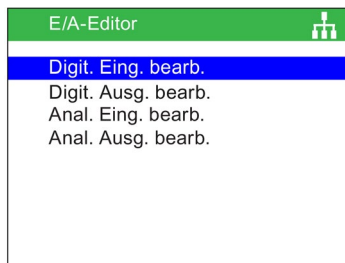 E/A-Editor
Digit. Eing. bearb.
Digit. Ausg. bearb.
Anal. Eing. bearb.
Anal. Ausg. bearb.